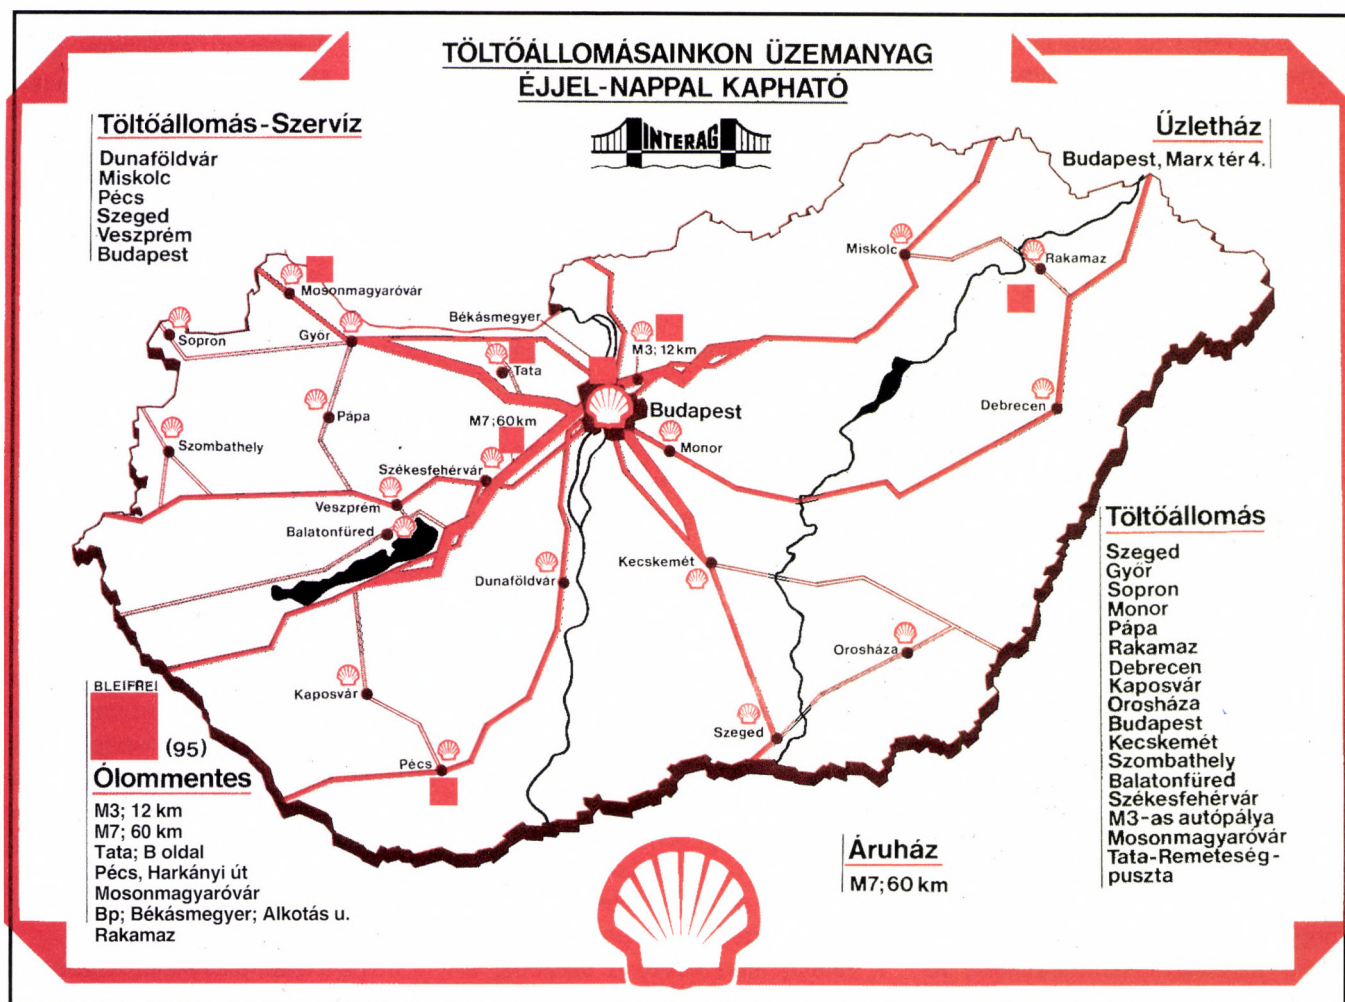 TÖLTŐÁLLOMÁSAINKON ÜZEMANYAG
ÉJJEL-NAPPAL KAPHATÓ
INTERAG
Töltőállomás-Szervíz
Dunaföldvár
Miskolc
Pécs
Szeged
Veszprém
Budapest
Űzletház
Budapest, Marx tér 4.
Miskolc
Rakamaz
Mosonmagyaróvár
Békásmegyer
Sopron
Győr
M3; 12 km
Tata
Pápa
Budapest
Debrecen
M7; 60 km
Szombathely
Monor
Székesfehérvár
Veszprém
Balatonfüred
Kecskemét
Dunaföldvár
Orosháza
Kaposvár
Szeged
Pécs
Töltőállomás
Szeged
Győr
Sopron
Monor
Pápa
Rakamaz
Debrecen
Kaposvár
Orosháza
Budapest
Kecskemét
Szombathely
Balatonfüred
Székesfehérvár
M3-as autópálya
Mosonmagyaróvár
Tata-Remeteség-
puszta
BLEIFREI
(95)
Ólommentes
M3; 12 km
M7; 60 km
Tata; B oldal
Pécs, Harkányi út
Mosonmagyaróvár
Bp; Békásmegyer; Alkotás u.
Rakamaz
Áruház
M7; 60 km